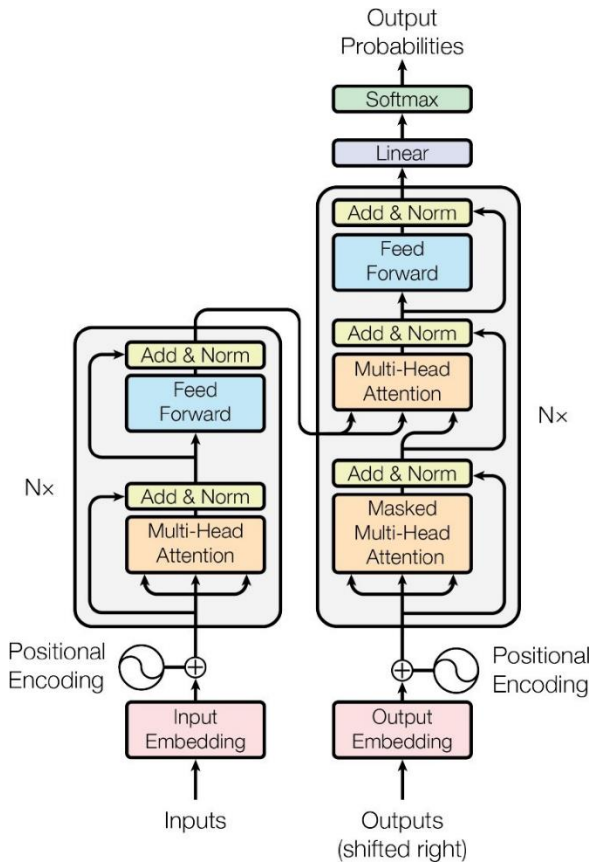 Output
Probabilities
Softmax
Linear
Add & Norm
Feed
Forward
Add & Norm
Multi-Head
Attention
Add & Norm
Masked
Multi-Head
Attention
N×
Add & Norm
Feed
Forward
Add & Norm
Multi-Head
Attention
N×
Positional
Encoding
Positional
Encoding
Input
Embedding
Output
Embedding
Inputs
Outputs
(shifted right)